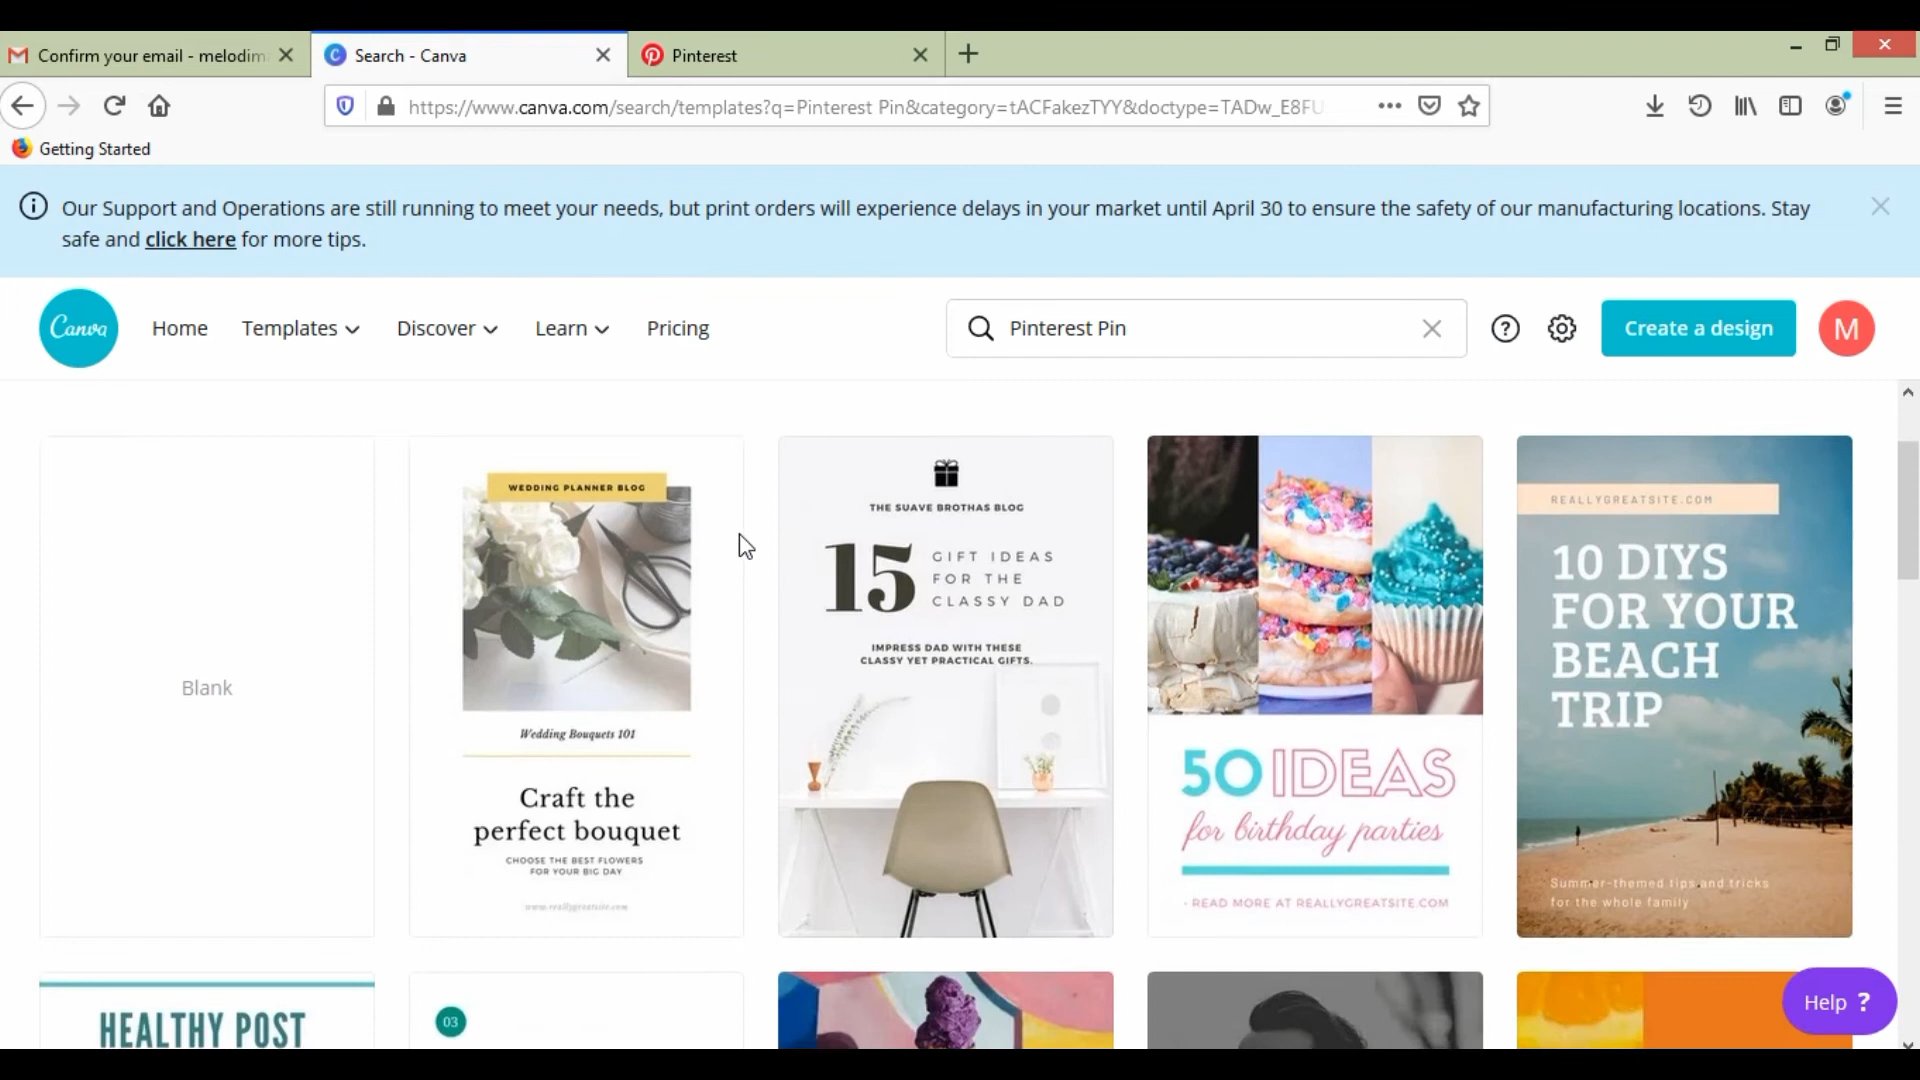 Confirm your email - melodim
Search - Canva
Pinterest
https://www.canva.com/search/templates?q=Pinterest Pin&category=tACFakezTYY&doctype=TADw_E8FU
Getting Started
Our Support and Operations are still running to meet your needs, but print orders will experience delays in your market until April 30 to ensure the safety of our manufacturing locations. Stay
safe and click here for more tips.
Canva
Home
Templates
Discover
Learn
Pricing
Pinterest Pin
Create a design
M
Blank
WEDDING PLANNER BLOG
Wedding Bouquets 101
Craft the
perfect bouquet
CHOOSE THE BEST FLOWERS
FOR YOUR BIG DAY
www.reallygreatsite.com
THE SUAVE BROTHAS BLOG
15
GIFT IDEAS
FOR THE
CLASSY DAD
IMPRESS DAD WITH THESE
CLASSY YET PRACTICAL GIFTS.
50 IDEAS
for birthday parties
- READ MORE AT REALLYGREATSITE.COM
REALLYGREATSITE.COM
10 DIYS
FOR YOUR
BEACH
TRIP
Summer-themed tips and tricks
for the whole family
HEALTHY POST
03
Help ?